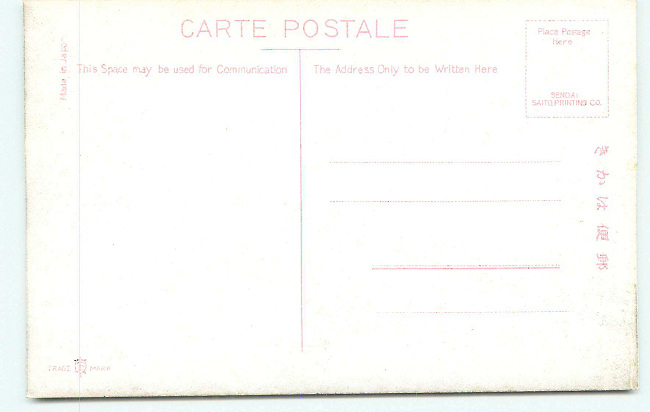 CARTE POSTALE
Made in Japan
This Space may be used for Communication
The Address Only to be Written Here
Place Postage
Here
SENDAI
SAITO PRINTING CO.
きかは便郵
TRADE MARK